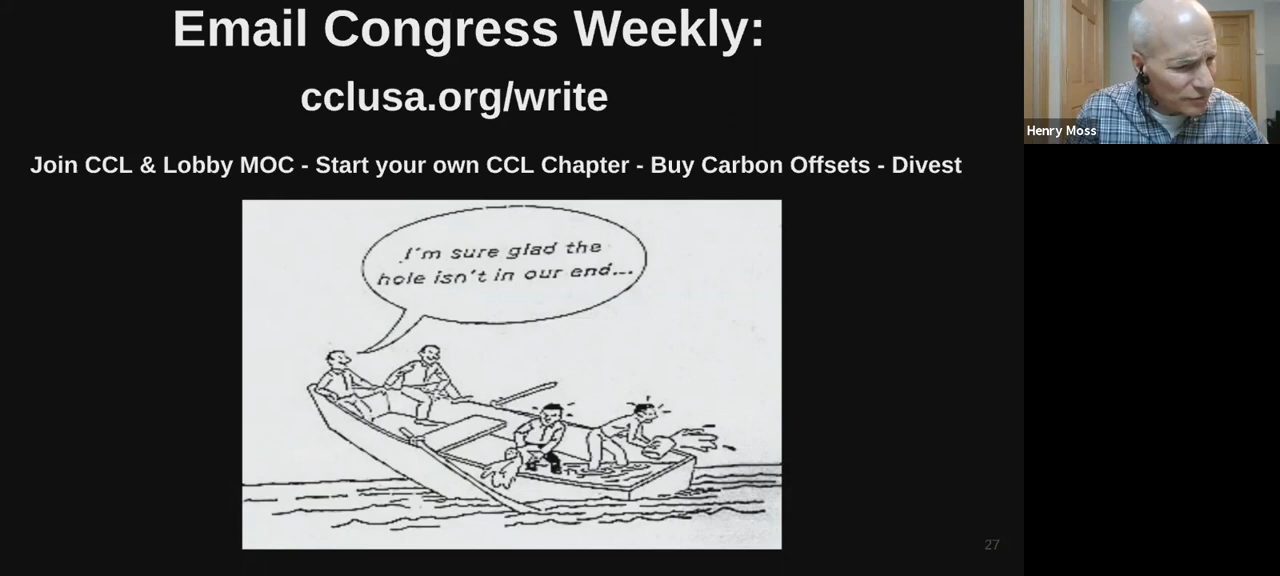 Email Congress Weekly:
cclusa.org/write
Join CCL & Lobby MOC - Start your own CCL Chapter - Buy Carbon Offsets - Divest
I'm sure glad the
hole isn't in our end...
27
Henry Moss